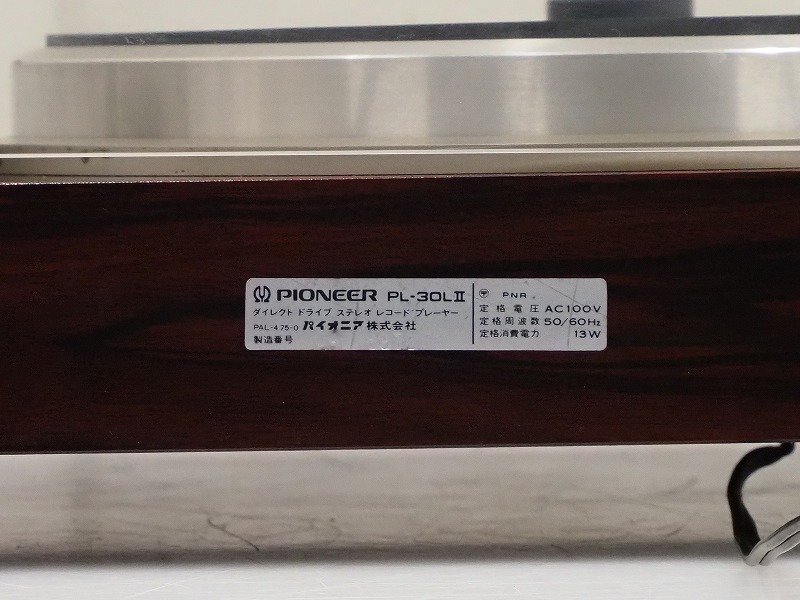 PIONEER PL-30LII
ダイレクト ドライブ ステレオ レコード プレーヤー
PAL-475-0 パイオニア株式会社
製造番号
〒 PNR
定格電圧 AC100V
定格周波数 50/60Hz
定格消費電力 13W